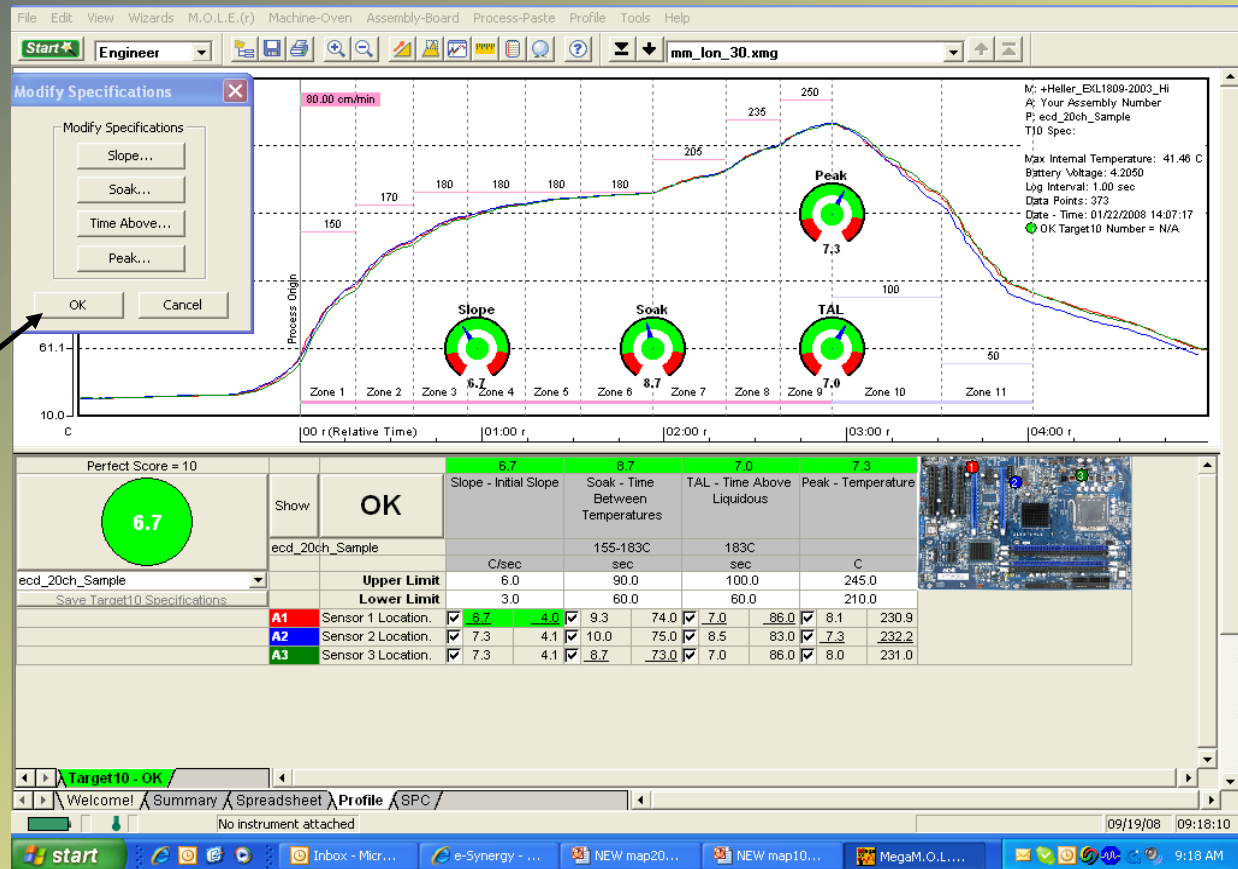 File Edit View Wizards M.O.L.E.(r) Machine-Oven Assembly-Board Process-Paste Profile Tools Help
Start Engineer mm_lon_30.xmg
Modify Specifications
Modify Specifications
Slope...
Soak...
Time Above...
Peak...
OK Cancel
80.00 cm/min
150
170
180 180 180 180
205
235
250
M: +Heller_EXL1809-2003_Hi
A: Your Assembly Number
P: ecd_20ch_Sample
T10 Spec:
Max Internal Temperature: 41.46 C
Battery Voltage: 4.2050
Log Interval: 1.00 sec
Data Points: 373
Date - Time: 01/22/2008 14:07:17
OK Target10 Number = N/A
Peak
7.3
Process Origin
100
Slope Soak TAL
61.1
50
6.7 8.7 7.0
Zone 1 Zone 2 Zone 3 Zone 4 Zone 5 Zone 6 Zone 7 Zone 8 Zone 9 Zone 10 Zone 11
10.0
C 00 r (Relative Time) 01:00 r 02:00 r 03:00 r 04:00 r
Perfect Score = 10 6.7 8.7 7.0 7.3
6.7
Show OK
Slope - Initial Slope
Soak - Time Between Temperatures
TAL - Time Above Liquidous
Peak - Temperature
1
2
3
ecd_20ch_Sample 155-183C 183C
C/sec sec sec C
ecd_20ch_Sample Upper Limit 6.0 90.0 100.0 245.0
Save Target10 Specifications Lower Limit 3.0 60.0 60.0 210.0
A1 Sensor 1 Location. 6.7 4.0 9.3 74.0 7.0 86.0 8.1 230.9
A2 Sensor 2 Location. 7.3 4.1 10.0 75.0 8.5 83.0 7.3 232.2
A3 Sensor 3 Location. 7.3 4.1 8.7 73.0 7.0 86.0 8.0 231.0
Target10 - OK
Welcome! Summary Spreadsheet Profile SPC
No instrument attached 09/19/08 09:18:10
start Inbox - Micr... e-Synergy - ... NEW map20... NEW map10... MegaM.O.L.... 9:18 AM